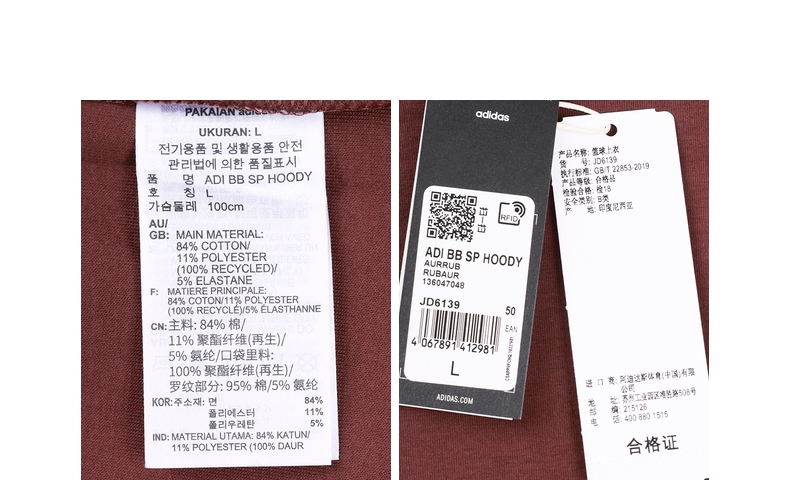 PAKAIAN adidas
UKURAN: L
전기용품 및 생활용품 안전
관리법에 의한 품질표시
품 명 ADI BB SP HOODY
호 칭 L
가슴둘레 100cm
AU/
GB: MAIN MATERIAL:
84% COTTON/
11% POLYESTER
(100% RECYCLED)/
5% ELASTANE
F: MATIERE PRINCIPALE:
84% COTON/11% POLYESTER
(100% RECYCLÉ)/5% ÉLASTHANNE
CN: 主料: 84% 棉/
11% 聚酯纤维(再生)/
5% 氨纶/口袋里料:
100% 聚酯纤维(再生)/
罗纹部分: 95% 棉/5% 氨纶
KOR: 주소재: 면 84%
폴리에스터 11%
폴리우레탄 5%
IND: MATERIAL UTAMA: 84% KATUN/
11% POLYESTER (100% DAUR
adidas
RFID
ADI BB SP HOODY
AURRUB
RUBAUR
136047048
JD6139 50
EAN
4 067891 412981
L
ADIDAS.COM
产品名称: 篮球上衣
货 号: JD6139
执行标准: GB/T 22853-2019
产品等级: 合格品
检验合格: 检18
安全类别: B类
产 地: 印度尼西亚
进 口 商: 阿迪达斯体育(中国)有限
公司
地 址: 苏州工业园区唯胜路508号
邮 编: 215126
电 话: 400 880 1515
合格证